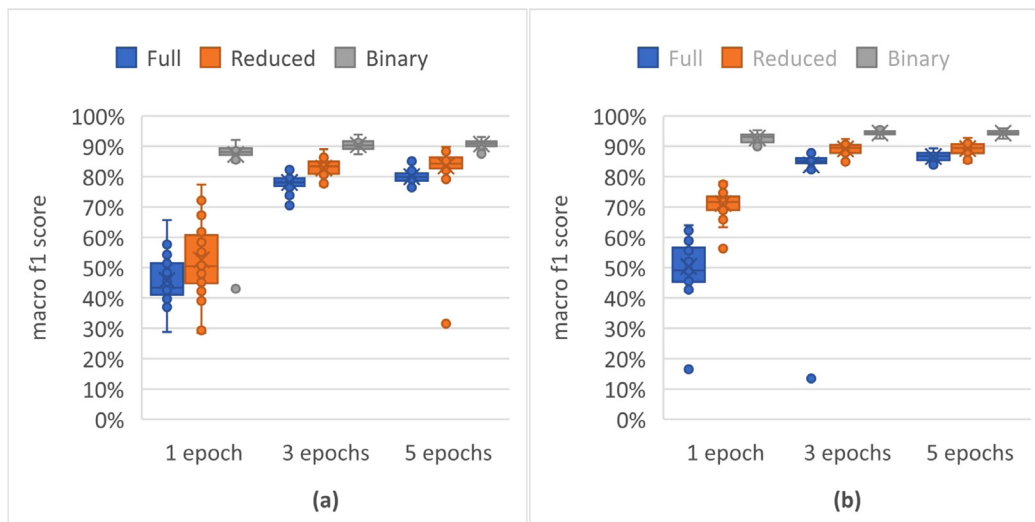 Full Reduced Binary
100%
90%
80%
70%
60%
50%
40%
30%
20%
10%
0%
macro f1 score
1 epoch 3 epochs 5 epochs
(a)
Full Reduced Binary
100%
90%
80%
70%
60%
50%
40%
30%
20%
10%
0%
macro f1 score
1 epoch 3 epochs 5 epochs
(b)